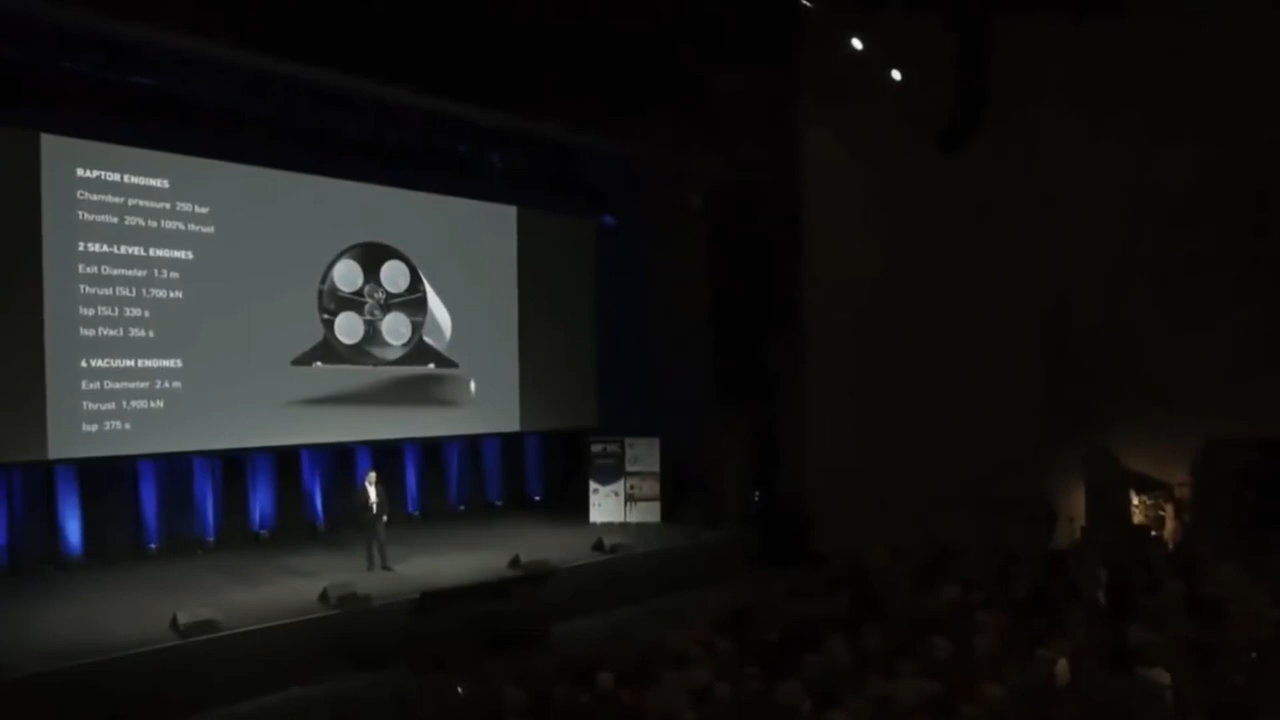 RAPTOR ENGINES
Chamber pressure 250 bar
Throttle 20% to 100% thrust
2 SEA-LEVEL ENGINES
Exit Diameter 1.3 m
Thrust (SL) 1,700 kN
Isp (SL) 330 s
Isp (Vac) 356 s
4 VACUUM ENGINES
Exit Diameter 2.4 m
Thrust 1,900 kN
Isp 375 s